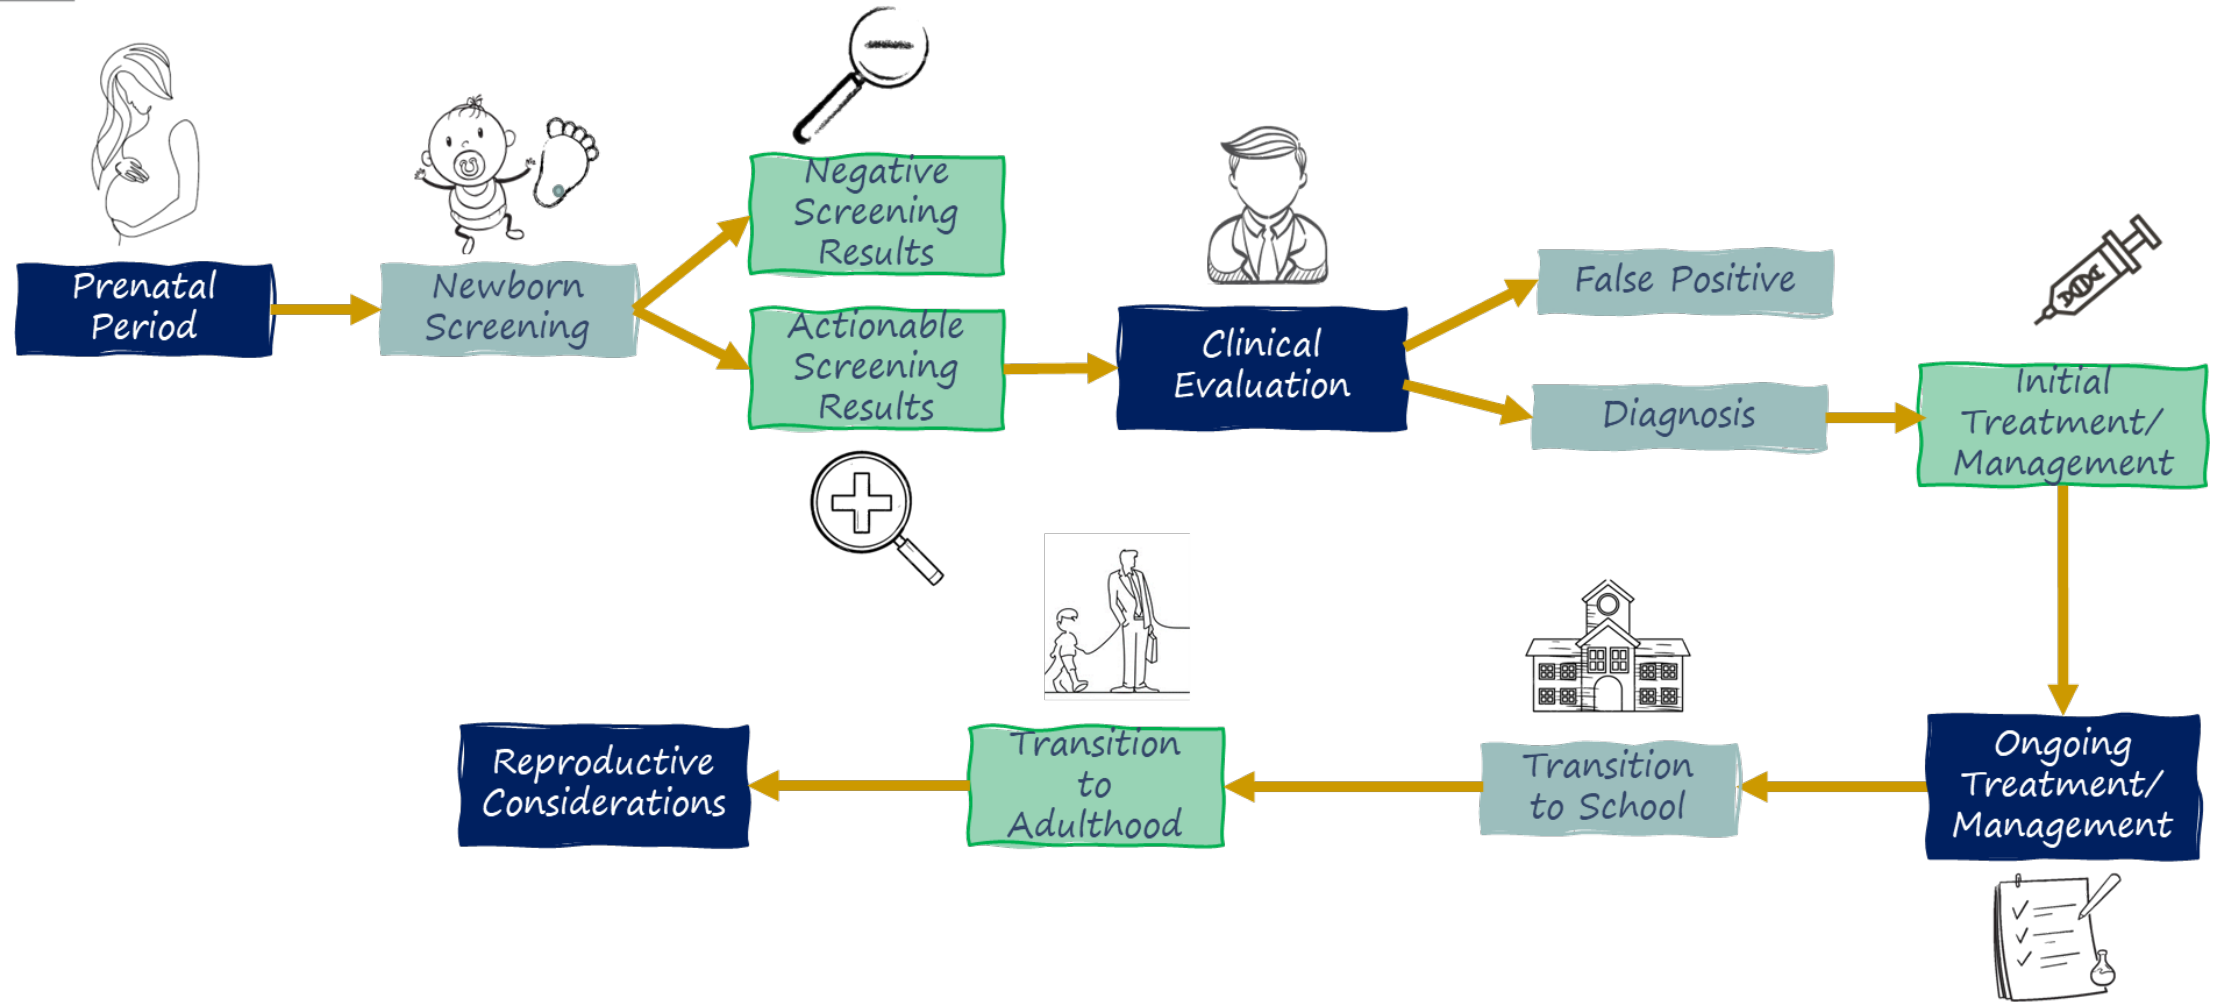 Prenatal
Period
Newborn
Screening
Negative
Screening
Results
Actionable
Screening
Results
Clinical
Evaluation
False Positive
Diagnosis
Initial
Treatment/
Management
Ongoing
Treatment/
Management
Transition
to School
Transition
to
Adulthood
Reproductive
Considerations